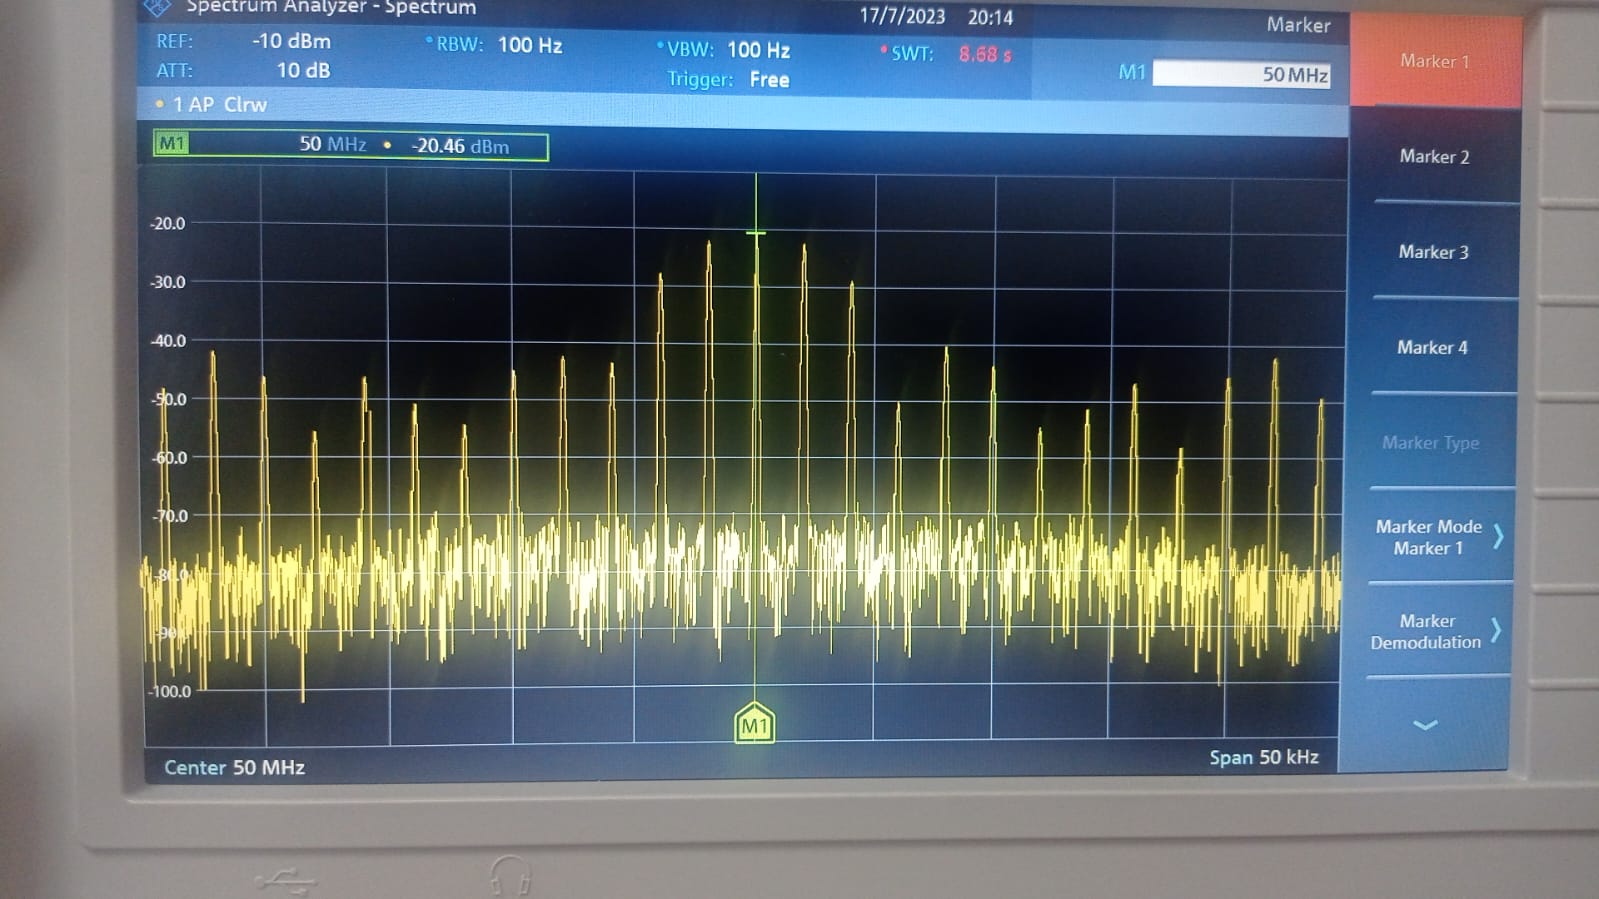 Spectrum Analyzer - Spectrum
17/7/2023 20:14
Marker
REF: -10 dBm
RBW: 100 Hz
VBW: 100 Hz
SWT: 8.68 s
ATT: 10 dB
Trigger: Free
M1 50 MHz
• 1 AP Clrw
M1 50 MHz • -20.46 dBm
-20.0
-30.0
-40.0
-50.0
-60.0
-70.0
-80.0
-100.0
M1
Center 50 MHz
Span 50 kHz
Marker 1
Marker 2
Marker 3
Marker 4
Marker Type
Marker Mode
Marker 1
Marker
Demodulation